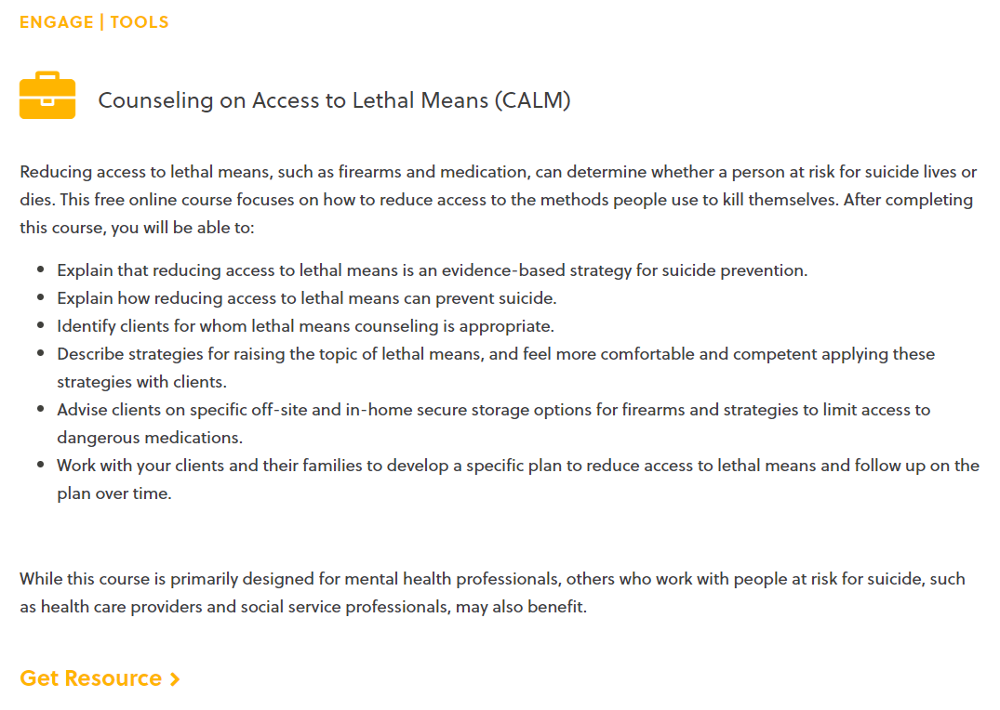 ENGAGE | TOOLS
Counseling on Access to Lethal Means (CALM)
Reducing access to lethal means, such as firearms and medication, can determine whether a person at risk for suicide lives or
dies. This free online course focuses on how to reduce access to the methods people use to kill themselves. After completing
this course, you will be able to:
• Explain that reducing access to lethal means is an evidence-based strategy for suicide prevention.
• Explain how reducing access to lethal means can prevent suicide.
• Identify clients for whom lethal means counseling is appropriate.
• Describe strategies for raising the topic of lethal means, and feel more comfortable and competent applying these
strategies with clients.
• Advise clients on specific off-site and in-home secure storage options for firearms and strategies to limit access to
dangerous medications.
• Work with your clients and their families to develop a specific plan to reduce access to lethal means and follow up on the
plan over time.
While this course is primarily designed for mental health professionals, others who work with people at risk for suicide, such
as health care providers and social service professionals, may also benefit.
Get Resource >